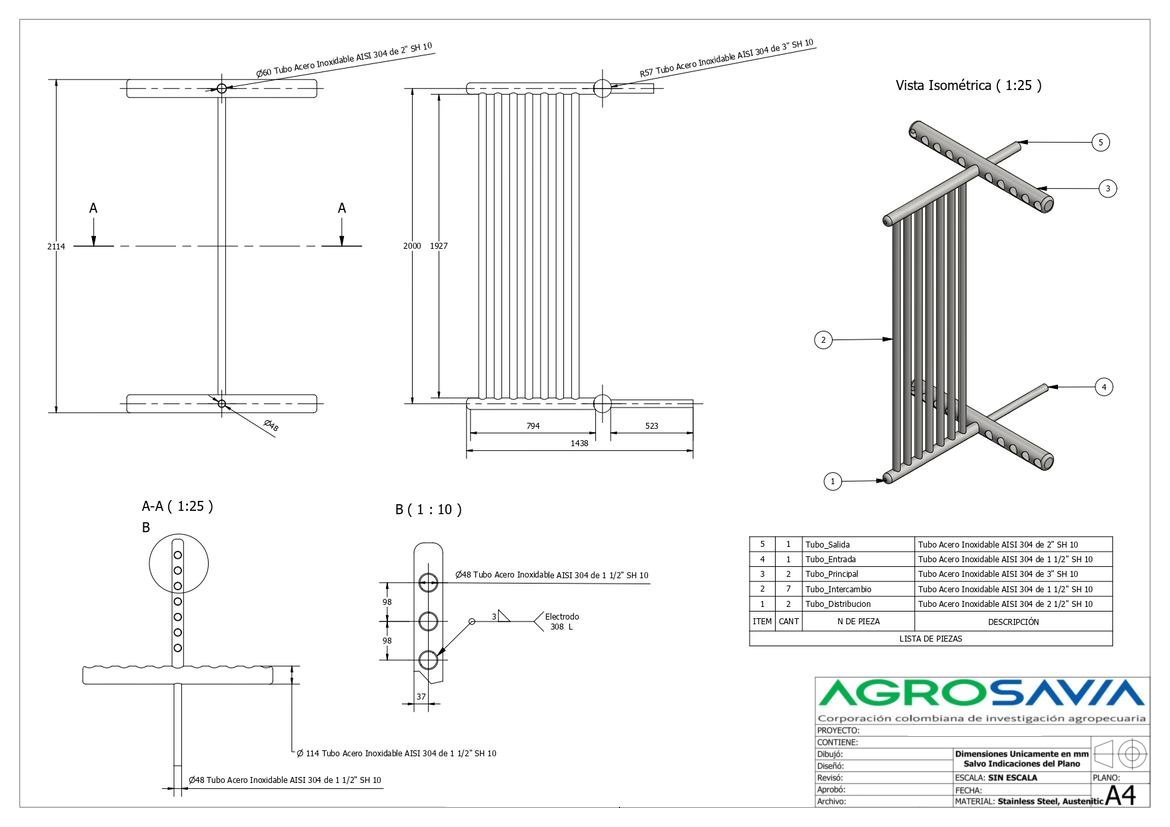 Ø60 Tubo Acero Inoxidable AISI 304 de 2" SH 10
R57 Tubo Acero Inoxidable AISI 304 de 3" SH 10
Vista Isométrica ( 1:25 )
5
3
A
A
2114
2000
1927
2
4
Ø48
794
523
1438
1
A-A ( 1:25 )
B
B ( 1 : 10 )
Ø48 Tubo Acero Inoxidable AISI 304 de 1 1/2" SH 10
98
98
3
Electrodo
308 L
37
Ø 114 Tubo Acero Inoxidable AISI 304 de 1 1/2" SH 10
Ø48 Tubo Acero Inoxidable AISI 304 de 1 1/2" SH 10
5 1 Tubo_Salida Tubo Acero Inoxidable AISI 304 de 2" SH 10
4 1 Tubo_Entrada Tubo Acero Inoxidable AISI 304 de 1 1/2" SH 10
3 2 Tubo_Principal Tubo Acero Inoxidable AISI 304 de 3" SH 10
2 7 Tubo_Intercambio Tubo Acero Inoxidable AISI 304 de 1 1/2" SH 10
1 2 Tubo_Distribucion Tubo Acero Inoxidable AISI 304 de 2 1/2" SH 10
ITEM CANT N DE PIEZA DESCRIPCIÓN
LISTA DE PIEZAS
AGROSAVIA
Corporación colombiana de investigación agropecuaria
PROYECTO:
CONTIENE:
Dibujó:
Diseñó:
Dimensiones Unicamente en mm
Salvo Indicaciones del Plano
Revisó:
ESCALA: SIN ESCALA
PLANO:
Aprobó:
FECHA:
Archivo:
MATERIAL: Stainless Steel, Austenitic
A4